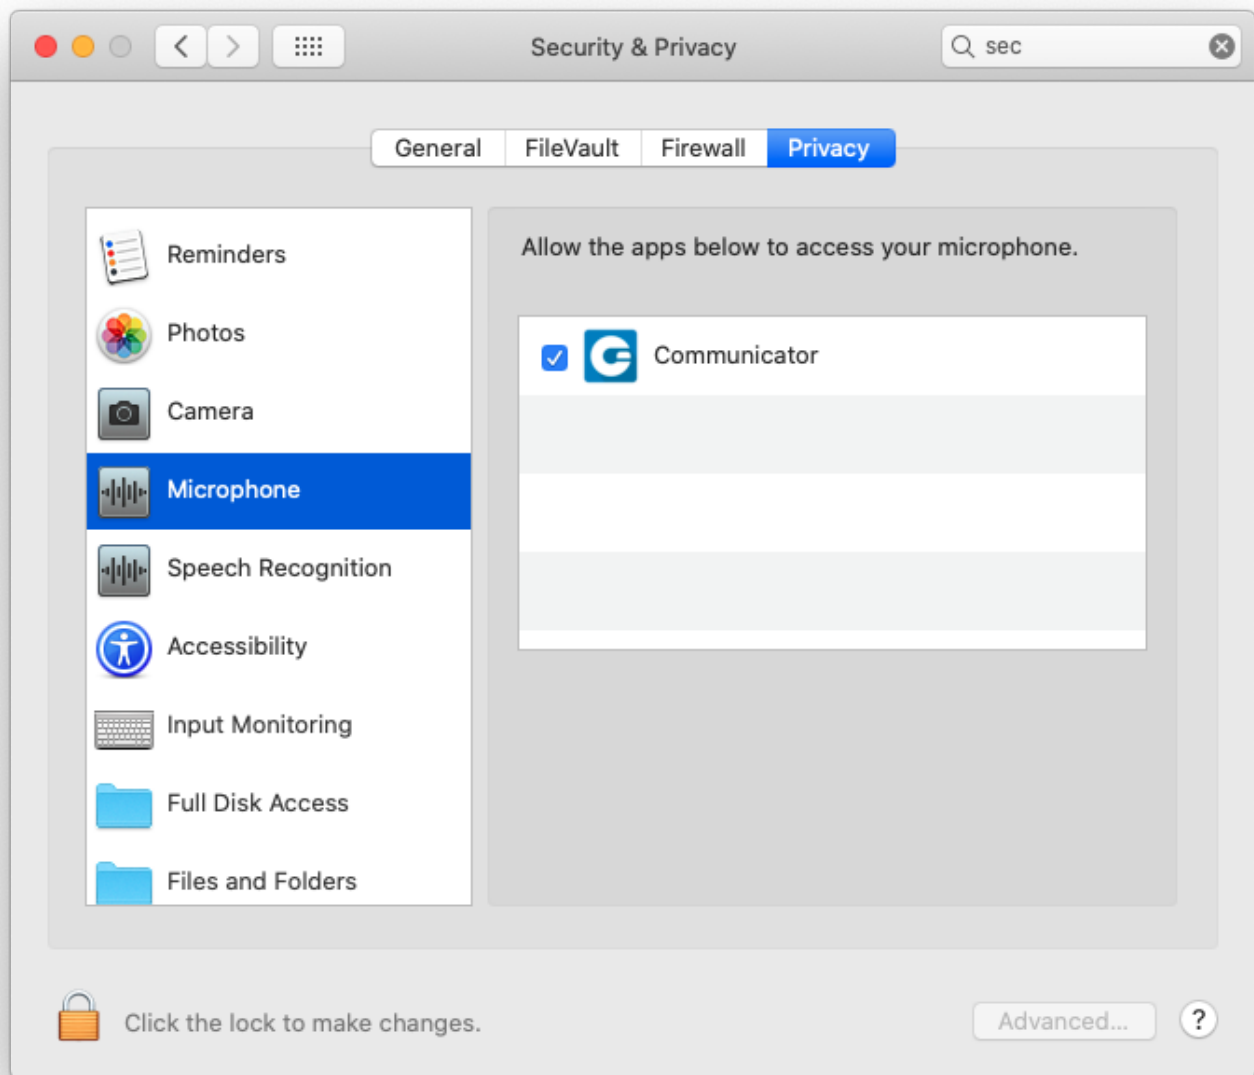 Security & Privacy
sec
General FileVault Firewall Privacy
Reminders
Photos
Camera
Microphone
Speech Recognition
Accessibility
Input Monitoring
Full Disk Access
Files and Folders
Allow the apps below to access your microphone.
Communicator
Click the lock to make changes.
Advanced...
?